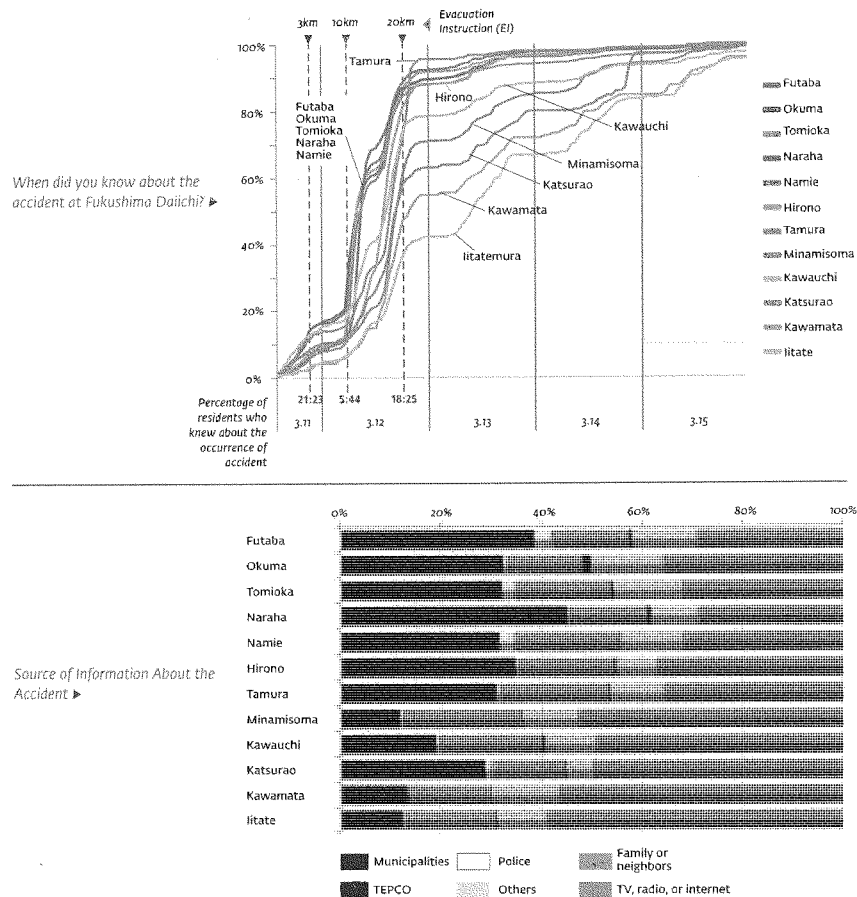 3km
10km
20km
Evacuation
Instruction (EI)
100%
80%
60%
40%
20%
0%
Tamura
Futaba
Okuma
Tomioka
Naraha
Namie
Hirono
Kawauchi
Minamisoma
Katsurao
Kawamata
Iitatemura
When did you know about the
accident at Fukushima Daiichi? ▶
Futaba
Okuma
Tomioka
Naraha
Namie
Hirono
Tamura
Minamisoma
Kawauchi
Katsurao
Kawamata
Iitate
Percentage of
residents who
knew about the
occurrence of
accident
21:23
5:44
18:25
3.11
3.12
3.13
3.14
3.15
0%
20%
40%
60%
80%
100%
Source of Information About the
Accident ▶
Futaba
Okuma
Tomioka
Naraha
Namie
Hirono
Tamura
Minamisoma
Kawauchi
Katsurao
Kawamata
Iitate
Municipalities
Police
Family or
neighbors
TEPCO
Others
TV, radio, or internet